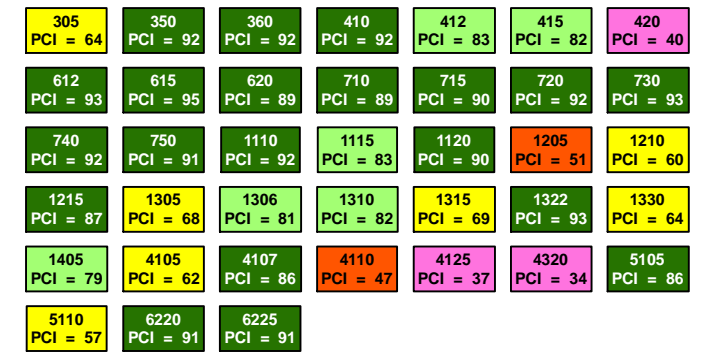 305
PCI = 64
350
PCI = 92
360
PCI = 92
410
PCI = 92
412
PCI = 83
415
PCI = 82
420
PCI = 40
612
PCI = 93
615
PCI = 95
620
PCI = 89
710
PCI = 89
715
PCI = 90
720
PCI = 92
730
PCI = 93
740
PCI = 92
750
PCI = 91
1110
PCI = 92
1115
PCI = 83
1120
PCI = 90
1205
PCI = 51
1210
PCI = 60
1215
PCI = 87
1305
PCI = 68
1306
PCI = 81
1310
PCI = 82
1315
PCI = 69
1322
PCI = 93
1330
PCI = 64
1405
PCI = 79
4105
PCI = 62
4107
PCI = 86
4110
PCI = 47
4125
PCI = 37
4320
PCI = 34
5105
PCI = 86
5110
PCI = 57
6220
PCI = 91
6225
PCI = 91